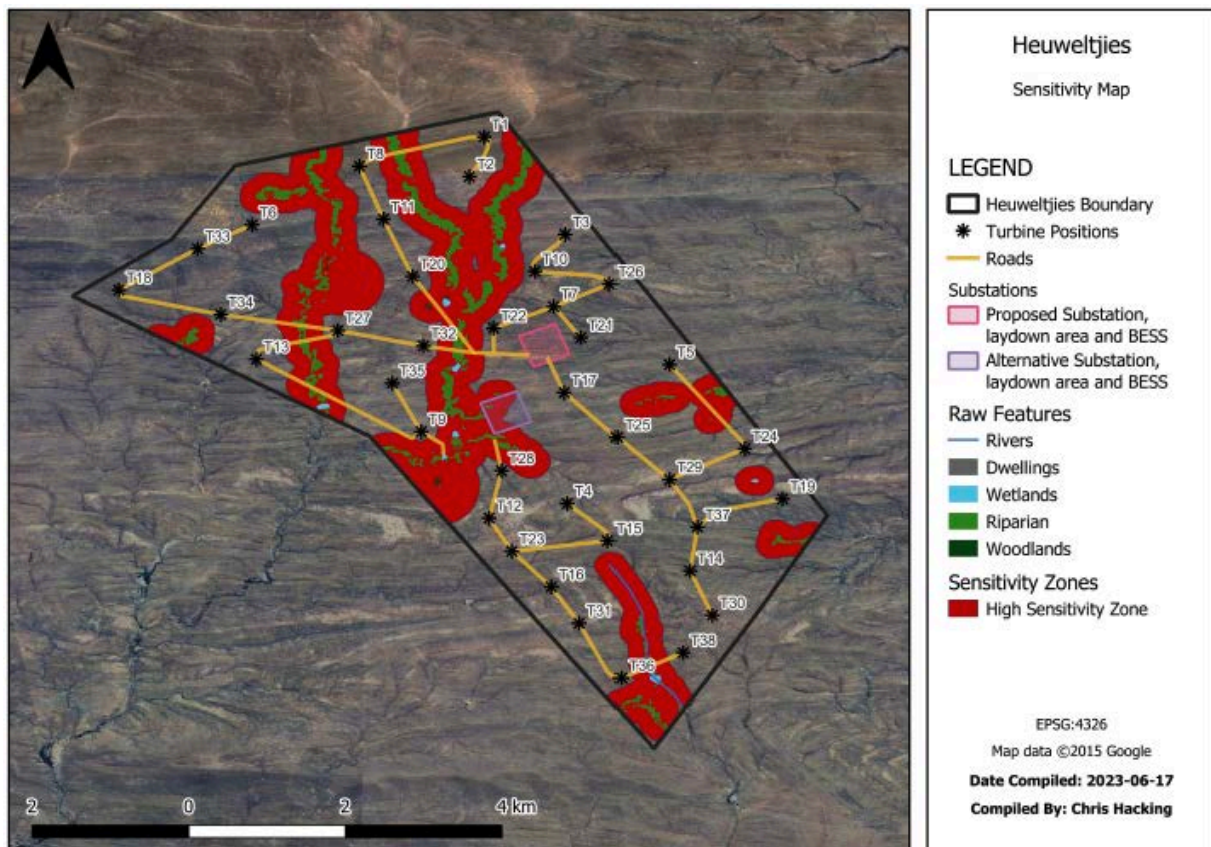 T1
T8
T2
T6
T11
T3
T33
T10
T18
T20
T26
T34
T7
T27
T22
T21
T32
T13
T5
T35
T17
T9
T25
T24
T28
T29
T19
T4
T12
T37
T15
T23
T14
T16
T30
T31
T38
T36
2 0 2 4 km
Heuweltjies
Sensitivity Map
LEGEND
Heuweltjies Boundary
Turbine Positions
Roads
Substations
Proposed Substation,
laydown area and BESS
Alternative Substation,
laydown area and BESS
Raw Features
Rivers
Dwellings
Wetlands
Riparian
Woodlands
Sensitivity Zones
High Sensitivity Zone
EPSG:4326
Map data ©2015 Google
Date Compiled: 2023-06-17
Compiled By: Chris Hacking